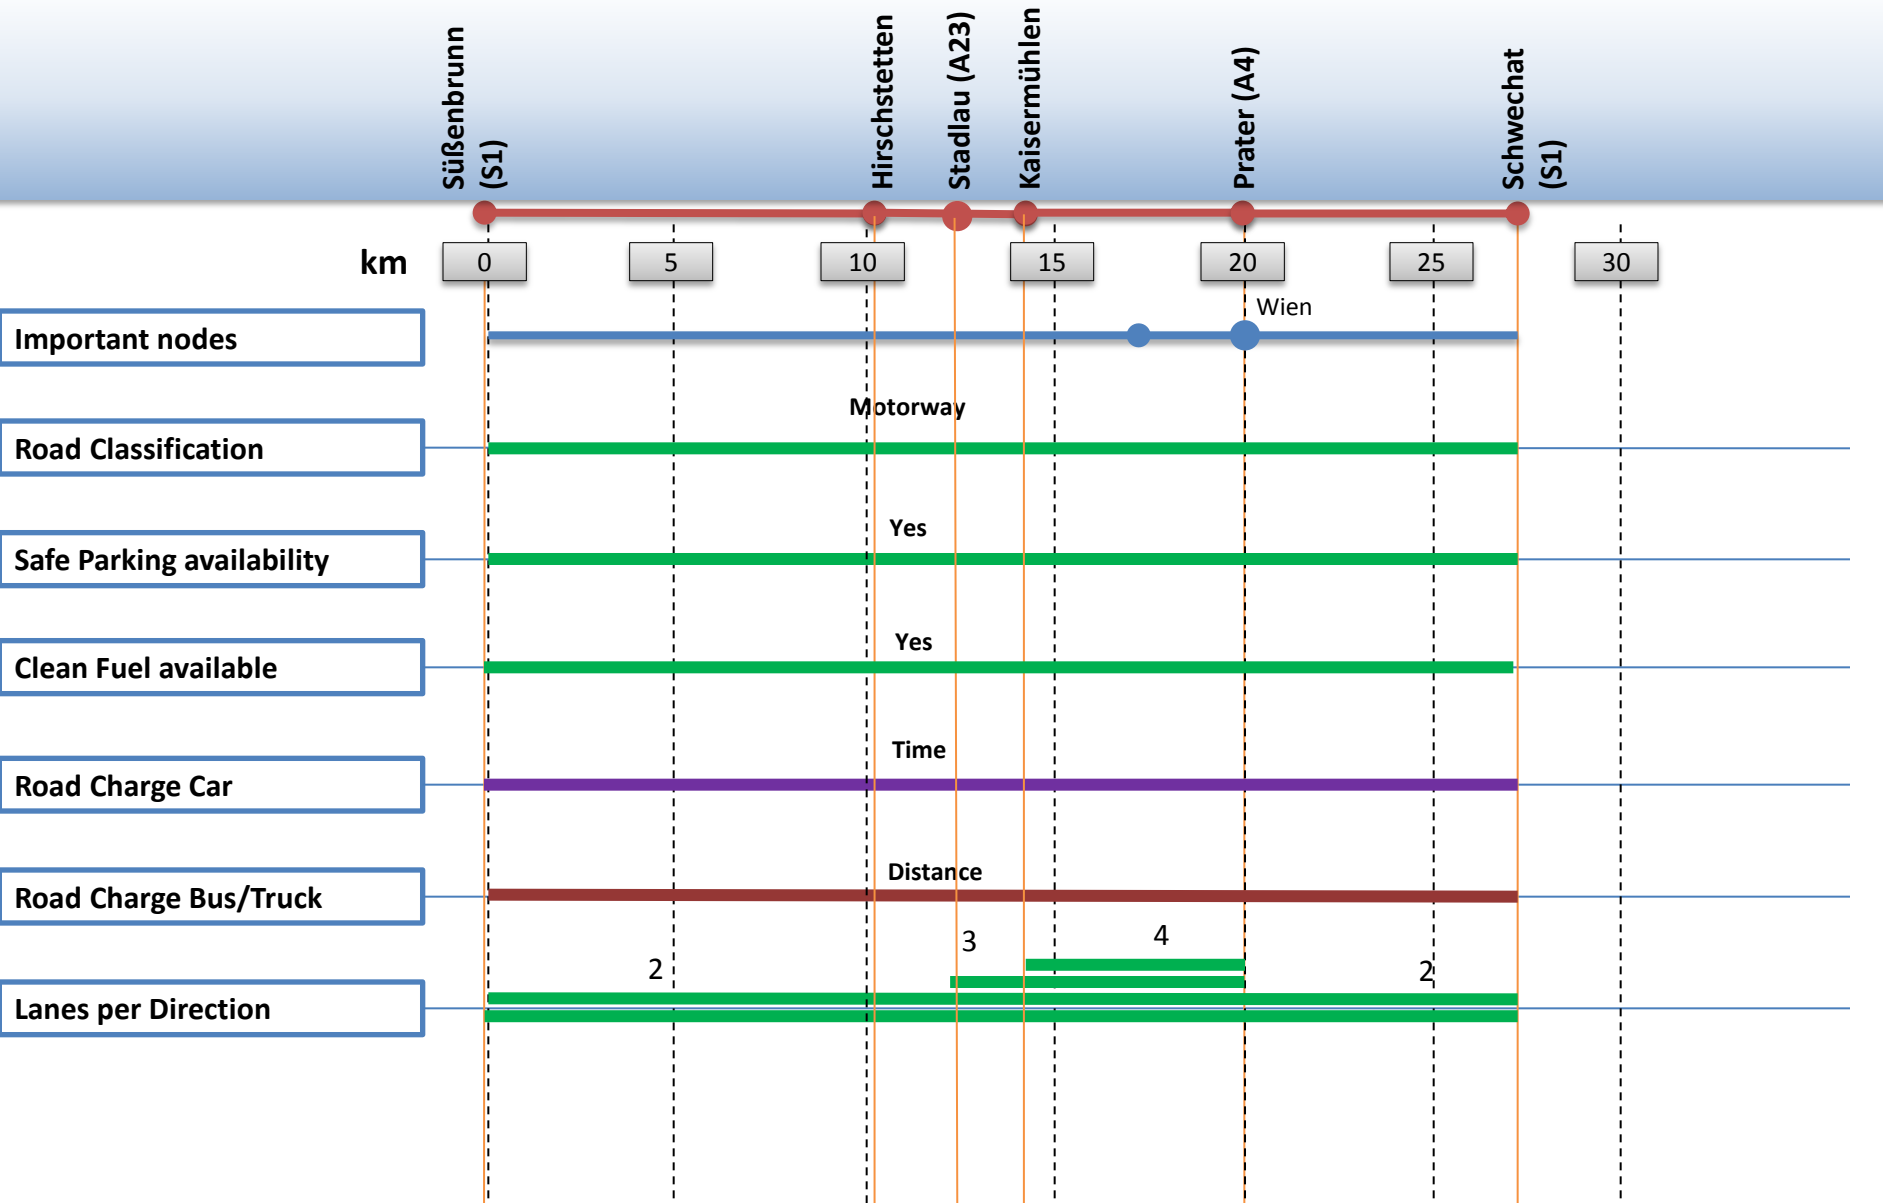 Süßenbrunn
(S1)
Hirschstetten
Stadlau (A23)
Kaisermühlen
Prater (A4)
Schwechat
(S1)
km
0
5
10
15
20
25
30
Important nodes
Wien
Road Classification
Motorway
Safe Parking availability
Yes
Clean Fuel available
Yes
Road Charge Car
Time
Road Charge Bus/Truck
Distance
Lanes per Direction
2
3
4
2